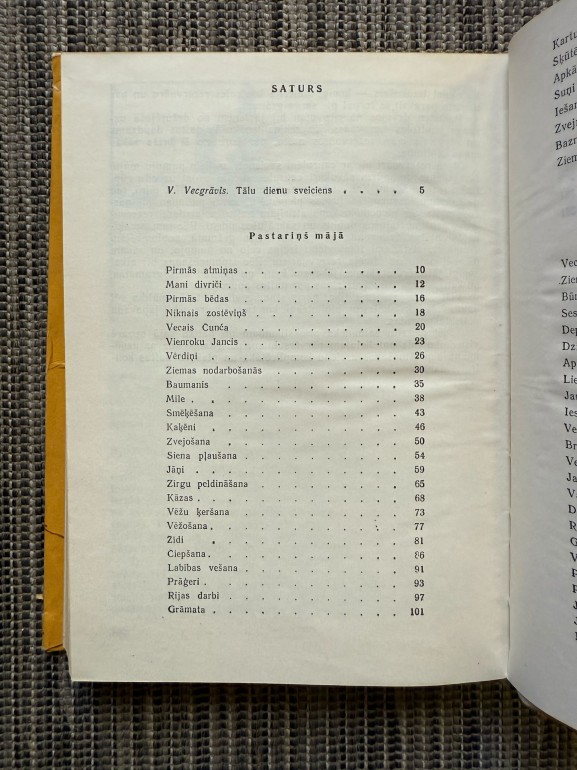 SATURS
V. Vecgrāvis. Tālu dienu sveiciens . . . . 5
Pastariņš mājā
Pirmās atmiņas . . . . . . . . . . 10
Mani divriči . . . . . . . . . . . 12
Pirmās bēdas . . . . . . . . . . . 16
Niknais zostēviņš . . . . . . . . . 18
Vecais Čunča . . . . . . . . . . . 20
Vienroku Jancis . . . . . . . . . . 23
Vērdiņi . . . . . . . . . . . . 26
Ziemas nodarbošanās . . . . . . . . 30
Baumanis . . . . . . . . . . . . 35
Mile . . . . . . . . . . . . . 38
Smēķēšana . . . . . . . . . . . 43
Kaķēni . . . . . . . . . . . . 46
Zvejošana . . . . . . . . . . . 50
Siena pļaušana . . . . . . . . . . 54
Jāņi . . . . . . . . . . . . . 59
Zirgu peldināšana . . . . . . . . . 65
Kāzas . . . . . . . . . . . . . 68
Vēžu ķeršana . . . . . . . . . . 73
Vēžošana . . . . . . . . . . . . 77
Židi . . . . . . . . . . . . 81
Ciepšana . . . . . . . . . . . . 86
Labības vešana . . . . . . . . . . 91
Prāģeri . . . . . . . . . . . . 93
Rijas darbi . . . . . . . . . . . 97
Grāmata . . . . . . . . . . . . 101